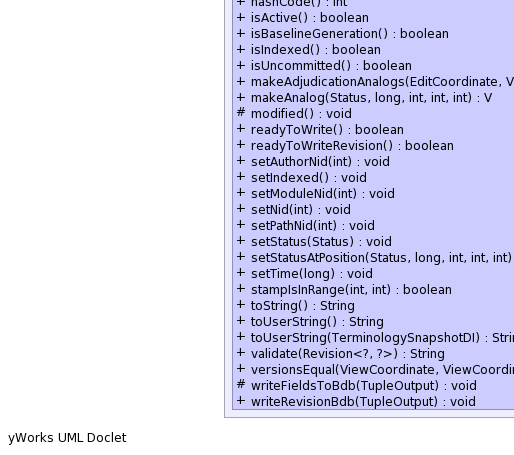 + hashCode() : int
+ isActive() : boolean
+ isBaselineGeneration() : boolean
+ isIndexed() : boolean
+ isUncommitted() : boolean
+ makeAdjudicationAnalogs(EditCoordinate, V
+ makeAnalog(Status, long, int, int, int) : V
# modified() : void
+ readyToWrite() : boolean
+ readyToWriteRevision() : boolean
+ setAuthorNid(int) : void
+ setIndexed() : void
+ setModuleNid(int) : void
+ setNid(int) : void
+ setPathNid(int) : void
+ setStatus(Status) : void
+ setStatusAtPosition(Status, long, int, int, int)
+ setTime(long) : void
+ stampIsInRange(int, int) : boolean
+ toString() : String
+ toUserString() : String
+ toUserString(TerminologySnapshotDI) : Stri
+ validate(Revision<?, ?>) : String
+ versionsEqual(ViewCoordinate, ViewCoordi
# writeFieldsToBdb(TupleOutput) : void
+ writeRevisionBdb(TupleOutput) : void
yWorks UML Doclet